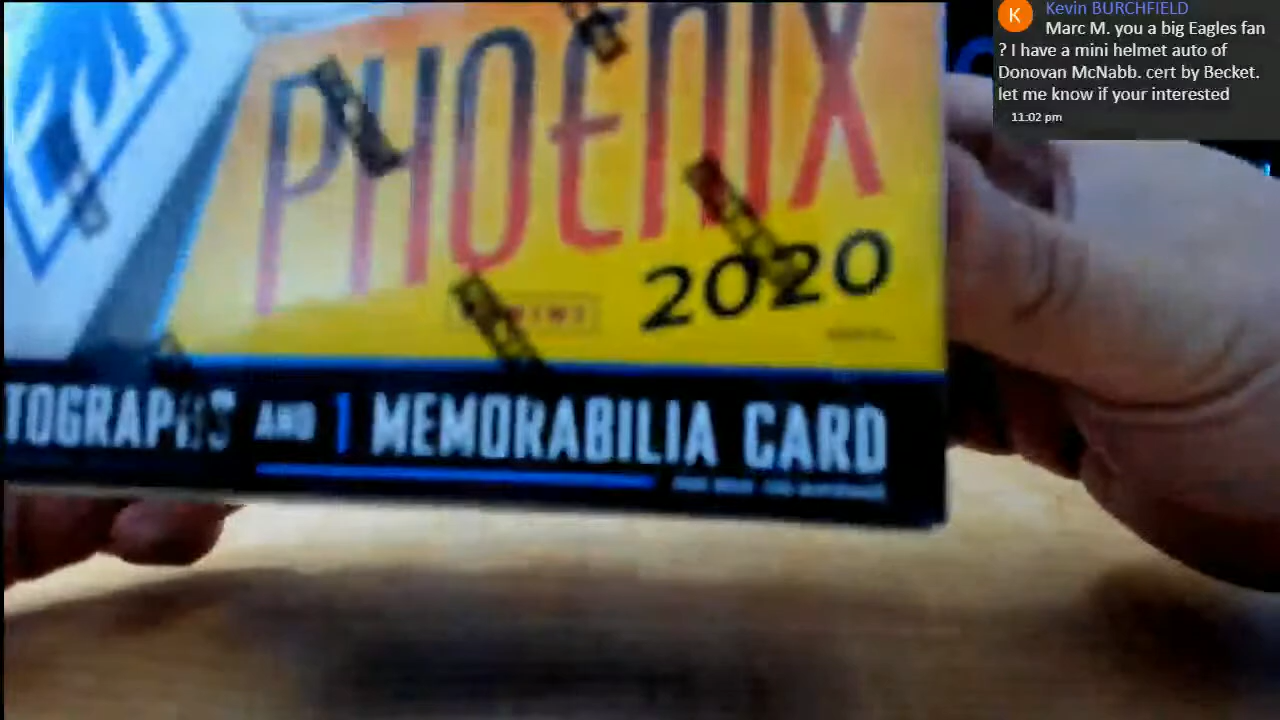 Kevin BURCHFIELD
K
Marc M. you a big Eagles fan
? I have a mini helmet auto of
Donovan McNabb. cert by Becket.
let me know if your interested
11:02 pm
PHOENIX
2020
TOGRAPHS AND 1 MEMORABILIA CARD